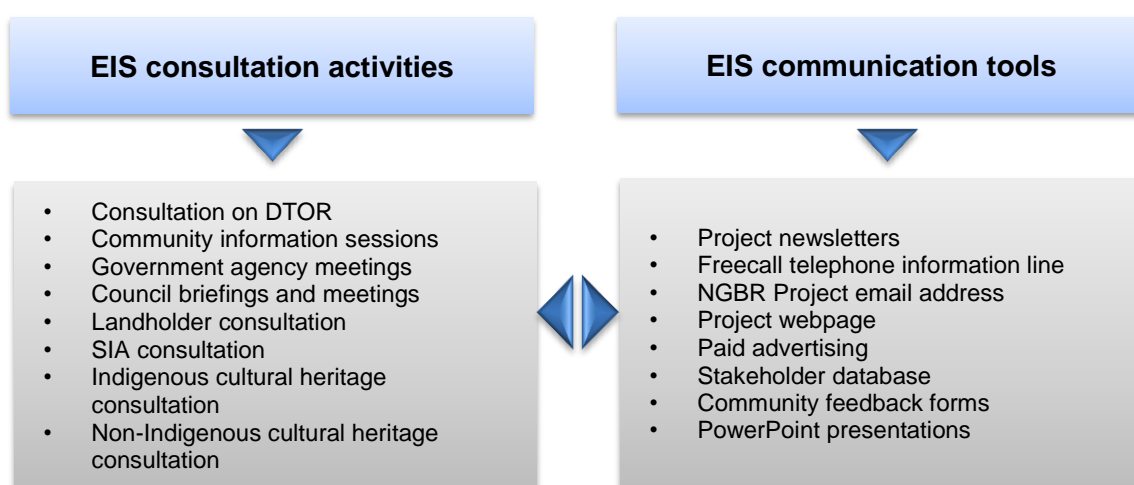 EIS consultation activities
• Consultation on DTOR
• Community information sessions
• Government agency meetings
• Council briefings and meetings
• Landholder consultation
• SIA consultation
• Indigenous cultural heritage
consultation
• Non-Indigenous cultural heritage
consultation
EIS communication tools
• Project newsletters
• Freecall telephone information line
• NGBR Project email address
• Project webpage
• Paid advertising
• Stakeholder database
• Community feedback forms
• PowerPoint presentations